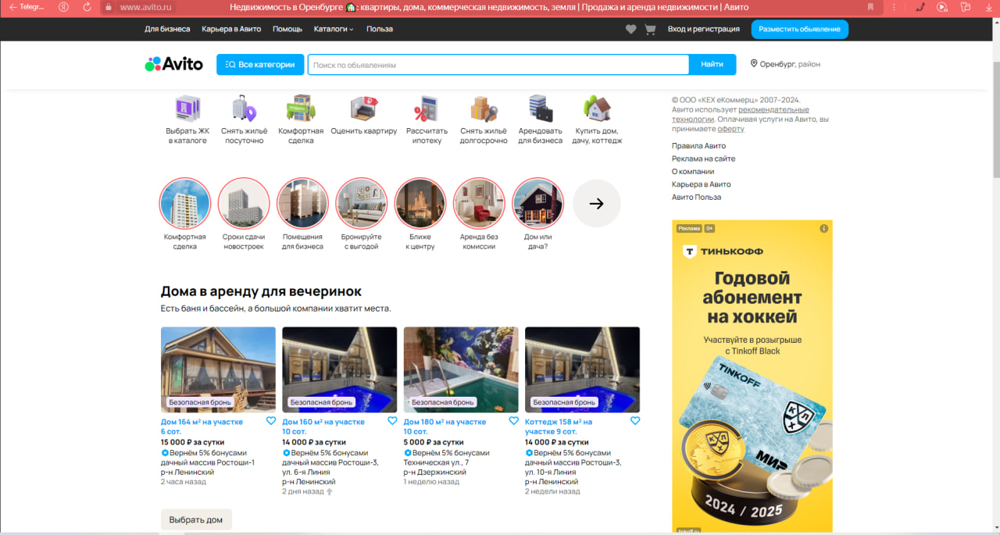 Telegr...
www.avito.ru
Недвижимость в Оренбурге 🏠: квартиры, дома, коммерческая недвижимость, земля | Продажа и аренда недвижимости | Авито
Для бизнеса Карьера в Авито Помощь Каталоги Польза
Вход и регистрация
Разместить объявление
Avito
Все категории
Поиск по объявлениям
Найти
Оренбург, район
Выбрать ЖК
в каталоге
Снять жильё
посуточно
Комфортная
сделка
Оценить квартиру
Рассчитать
ипотеку
Снять жильё
долгосрочно
Арендовать
для бизнеса
Купить дом,
дачу, коттедж
Комфортная
сделка
Сроки сдачи
новостроек
Помещения
для бизнеса
Бронируйте
с выгодой
Ближе
к центру
Аренда без
комиссии
Дом или
дача?
Дома в аренду для вечеринок
Есть баня и бассейн, а большой компании хватит места.
Безопасная бронь
Дом 164 м² на участке
6 сот.
15 000 ₽ за сутки
Вернём 5% бонусами
дачный массив Ростоши-1
р-н Ленинский
2 часа назад
Безопасная бронь
Дом 160 м² на участке
10 сот.
14 000 ₽ за сутки
Вернём 5% бонусами
дачный массив Ростоши-3,
ул. 6-я Линия
р-н Ленинский
2 дня назад
Безопасная бронь
Дом 180 м² на участке
10 сот.
5 000 ₽ за сутки
Вернём 5% бонусами
Техническая ул., 7
р-н Дзержинский
1 неделю назад
Безопасная бронь
Коттедж 158 м² на
участке 9 сот.
14 000 ₽ за сутки
Вернём 5% бонусами
дачный массив Ростоши-3,
ул. 10-я Линия
р-н Ленинский
2 недели назад
Выбрать дом
© ООО «КЕХ еКоммерц» 2007–2024.
Авито использует рекомендательные
технологии. Оплачивая услуги на Авито, вы
принимаете оферту
Правила Авито
Реклама на сайте
О компании
Карьера в Авито
Авито Польза
Реклама 0+
Т ТИНЬКОФФ
Годовой
абонемент
на хоккей
Участвуйте в розыгрыше
с Tinkoff Black
TINKOFF
КХЛ
КХЛ
МИР
2024 / 2025
tinkoff.ru